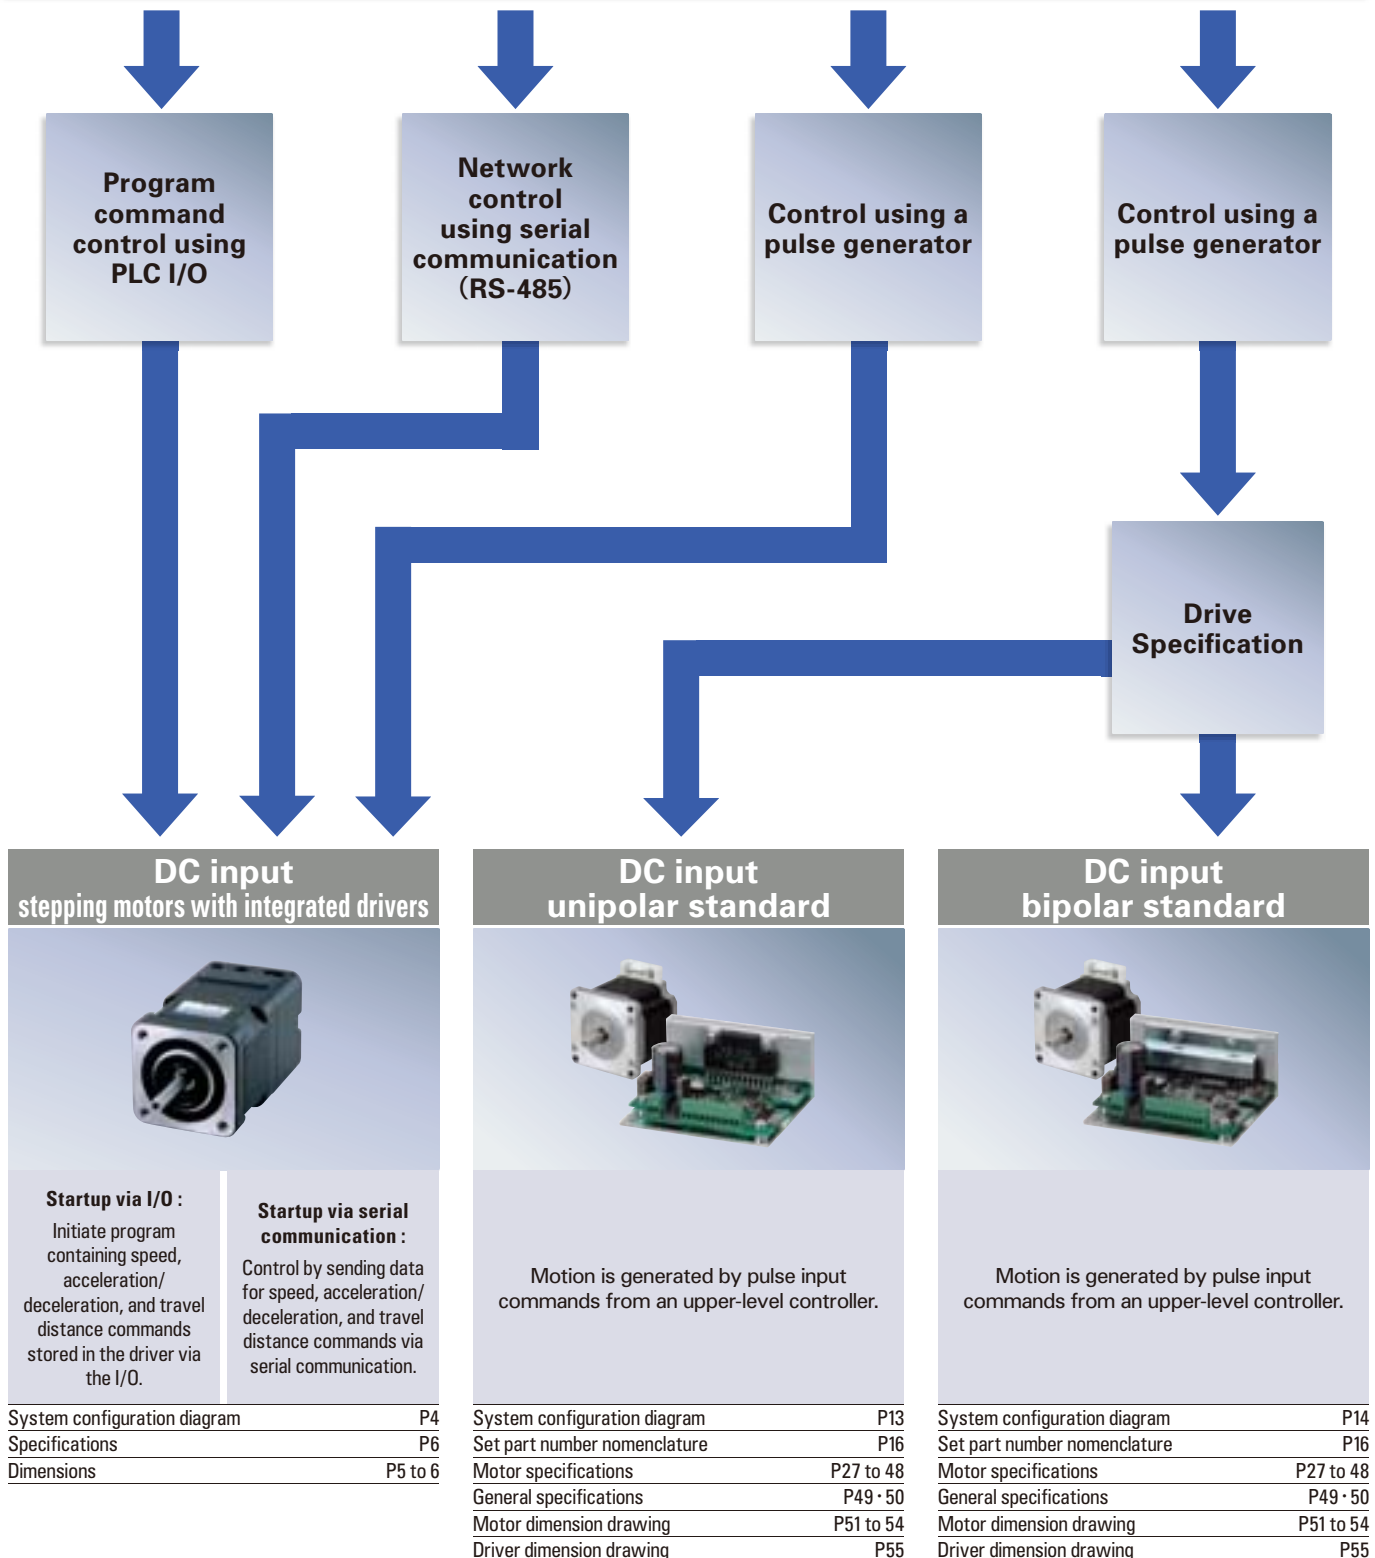 Program
command
control using
PLC I/O
Network
control
using serial
communication
(RS-485)
Control using a
pulse generator
Control using a
pulse generator
Drive
Specification
DC input
stepping motors with integrated drivers
Startup via I/O :
Initiate program
containing speed,
acceleration/
deceleration, and travel
distance commands
stored in the driver via
the I/O.
Startup via serial
communication :
Control by sending data
for speed, acceleration/
deceleration, and travel
distance commands via
serial communication.
System configuration diagram P4
Specifications P6
Dimensions P5 to 6
DC input
unipolar standard
Motion is generated by pulse input
commands from an upper-level controller.
System configuration diagram P13
Set part number nomenclature P16
Motor specifications P27 to 48
General specifications P49・50
Motor dimension drawing P51 to 54
Driver dimension drawing P55
DC input
bipolar standard
Motion is generated by pulse input
commands from an upper-level controller.
System configuration diagram P14
Set part number nomenclature P16
Motor specifications P27 to 48
General specifications P49・50
Motor dimension drawing P51 to 54
Driver dimension drawing P55